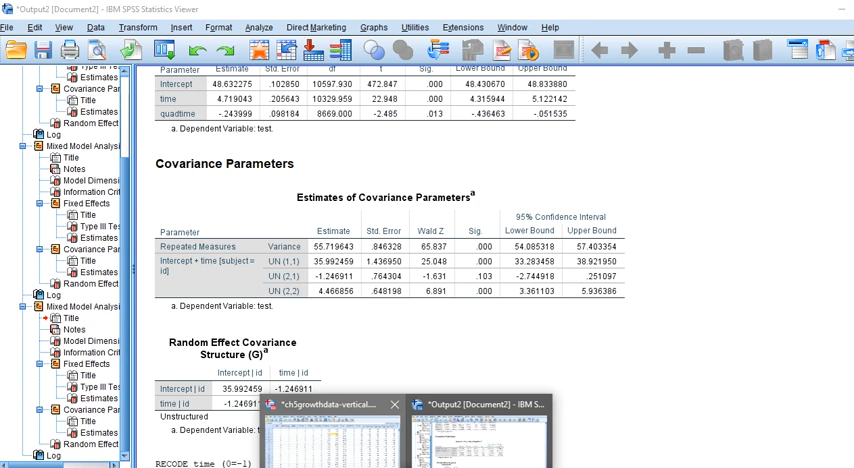 *Output2 [Document2] - IBM SPSS Statistics Viewer
File Edit View Data Transform Insert Format Analyze Direct Marketing Graphs Utilities Extensions Window Help
Type III Tes
Estimates
Covariance Par
Title
Estimates
Random Effect
Log
Mixed Model Analysi
Title
Notes
Model Dimensi
Information Crit
Fixed Effects
Title
Type III Tes
Estimates
Covariance Par
Title
Estimates
Random Effect
Log
Mixed Model Analysi
Title
Notes
Model Dimensi
Information Crit
Fixed Effects
Title
Type III Tes
Estimates
Covariance Par
Title
Estimates
Random Effect
Log
Parameter Estimate Std. Error df t Sig. Lower Bound Upper Bound
Intercept 48.632275 .102850 10597.930 472.847 .000 48.430670 48.833880
time 4.719043 .205643 10329.959 22.948 .000 4.315944 5.122142
quadtime -.243999 .098184 8669.000 -2.485 .013 -.436463 -.051535
a. Dependent Variable: test.
Covariance Parameters
Estimates of Covariance Parametersa
95% Confidence Interval
Parameter Estimate Std. Error Wald Z Sig. Lower Bound Upper Bound
Repeated Measures Variance 55.719643 .846328 65.837 .000 54.085318 57.403354
Intercept + time [subject = id] UN (1,1) 35.992459 1.436950 25.048 .000 33.283458 38.921950
UN (2,1) -1.246911 .764304 -1.631 .103 -2.744918 .251097
UN (2,2) 4.466856 .648198 6.891 .000 3.361103 5.936386
a. Dependent Variable: test.
Random Effect Covariance
Structure (G)a
Intercept | id time | id
Intercept | id 35.992459 -1.246911
time | id -1.24691
Unstructured
a. Dependent Variable: t
RECODE time (0=-1)
*ch5growthdata-vertical....
*Output2 [Document2] - IBM S...